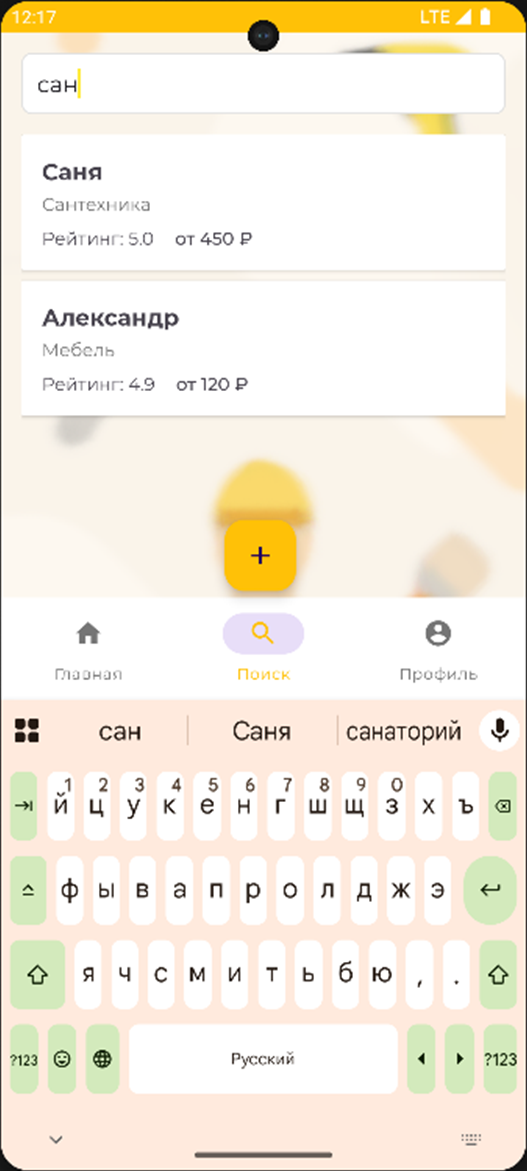 12:17 LTE
сан
Саня
Сантехника
Рейтинг: 5.0 от 450 ₽
Александр
Мебель
Рейтинг: 4.9 от 120 ₽
+
Главная Поиск Профиль
сан Саня санаторий
1 2 3 4 5 6 7 8 9 0
й ц у к е н г ш щ з х ъ
ф ы в а п р о л д ж э
я ч с м и т ь б ю , .
?123 Русский ?123